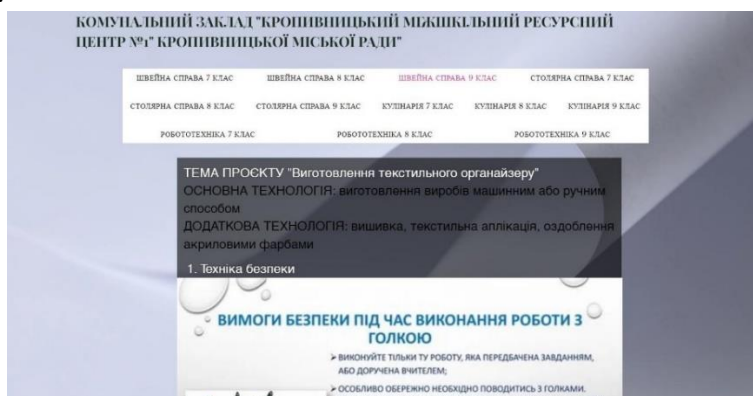 КОМУНАЛЬНИЙ ЗАКЛАД "КРОПИВНИЦЬКИЙ МІЖШКІЛЬНИЙ РЕСУРСНИЙ
ЦЕНТР №1" КРОПИВНИЦЬКОЇ МІСЬКОЇ РАДИ"
ШВЕЙНА СПРАВА 7 КЛАС ШВЕЙНА СПРАВА 8 КЛАС ШВЕЙНА СПРАВА 9 КЛАС СТОЛЯРНА СПРАВА 7 КЛАС
СТОЛЯРНА СПРАВА 8 КЛАС СТОЛЯРНА СПРАВА 9 КЛАС КУЛІНАРІЯ 7 КЛАС КУЛІНАРІЯ 8 КЛАС КУЛІНАРІЯ 9 КЛАС
РОБОТОТЕХНІКА 7 КЛАС РОБОТОТЕХНІКА 8 КЛАС РОБОТОТЕХНІКА 9 КЛАС
ТЕМА ПРОЄКТУ "Виготовлення текстильного органайзеру"
ОСНОВНА ТЕХНОЛОГІЯ: виготовлення виробів машинним або ручним
способом
ДОДАТКОВА ТЕХНОЛОГІЯ: вишивка, текстильна аплікація, оздоблення
акриловими фарбами
1. Техніка безпеки
ВИМОГИ БЕЗПЕКИ ПІД ЧАС ВИКОНАННЯ РОБОТИ З
ГОЛКОЮ
➢ ВИКОНУЙТЕ ТІЛЬКИ ТУ РОБОТУ, ЯКА ПЕРЕДБАЧЕНА ЗАВДАННЯМ,
АБО ДОРУЧЕНА ВЧИТЕЛЕМ;
➢ ОСОБЛИВО ОБЕРЕЖНО НЕОБХІДНО ПОВОДИТИСЬ З ГОЛКАМИ.